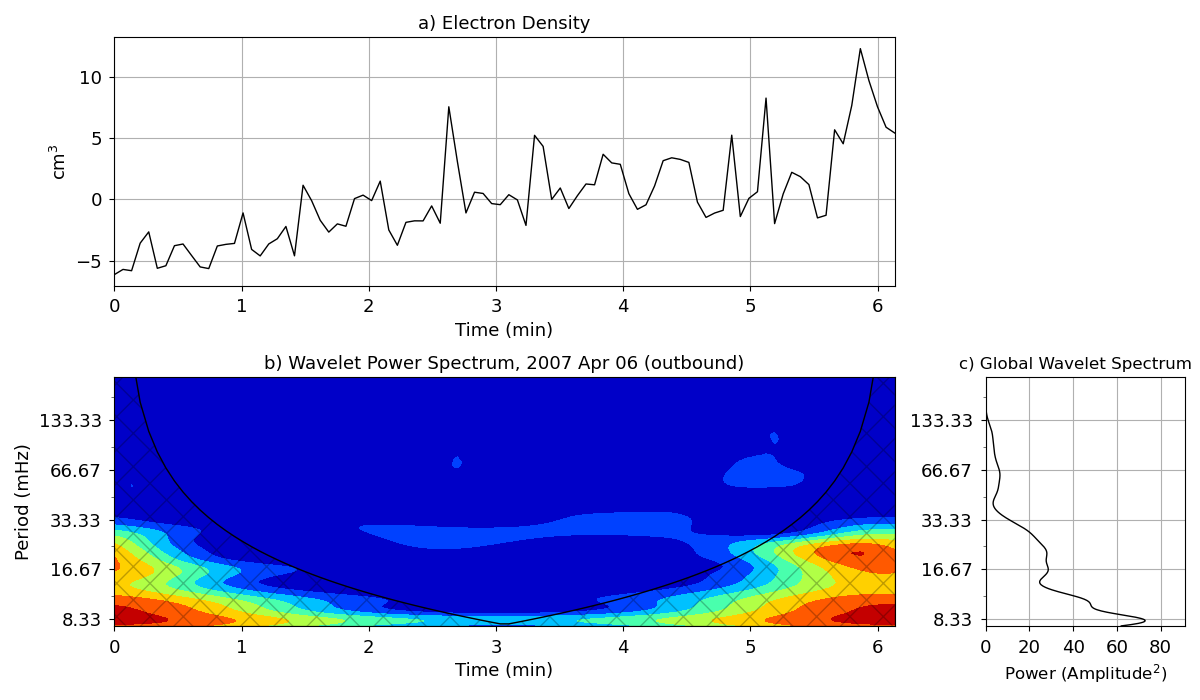 a) Electron Density
cm³
10
5
0
−5
0 1 2 3 4 5 6
Time (min)
b) Wavelet Power Spectrum, 2007 Apr 06 (outbound)
Period (mHz)
133.33
66.67
33.33
16.67
8.33
0 1 2 3 4 5 6
Time (min)
c) Global Wavelet Spectrum
133.33
66.67
33.33
16.67
8.33
0 20 40 60 80
Power (Amplitude²)